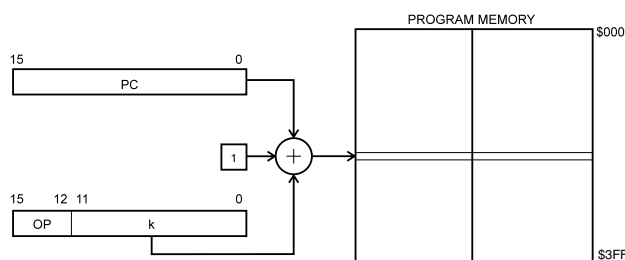 PROGRAM MEMORY
$000
15 0
PC
1
+
15 12 11 0
OP k
$3FF